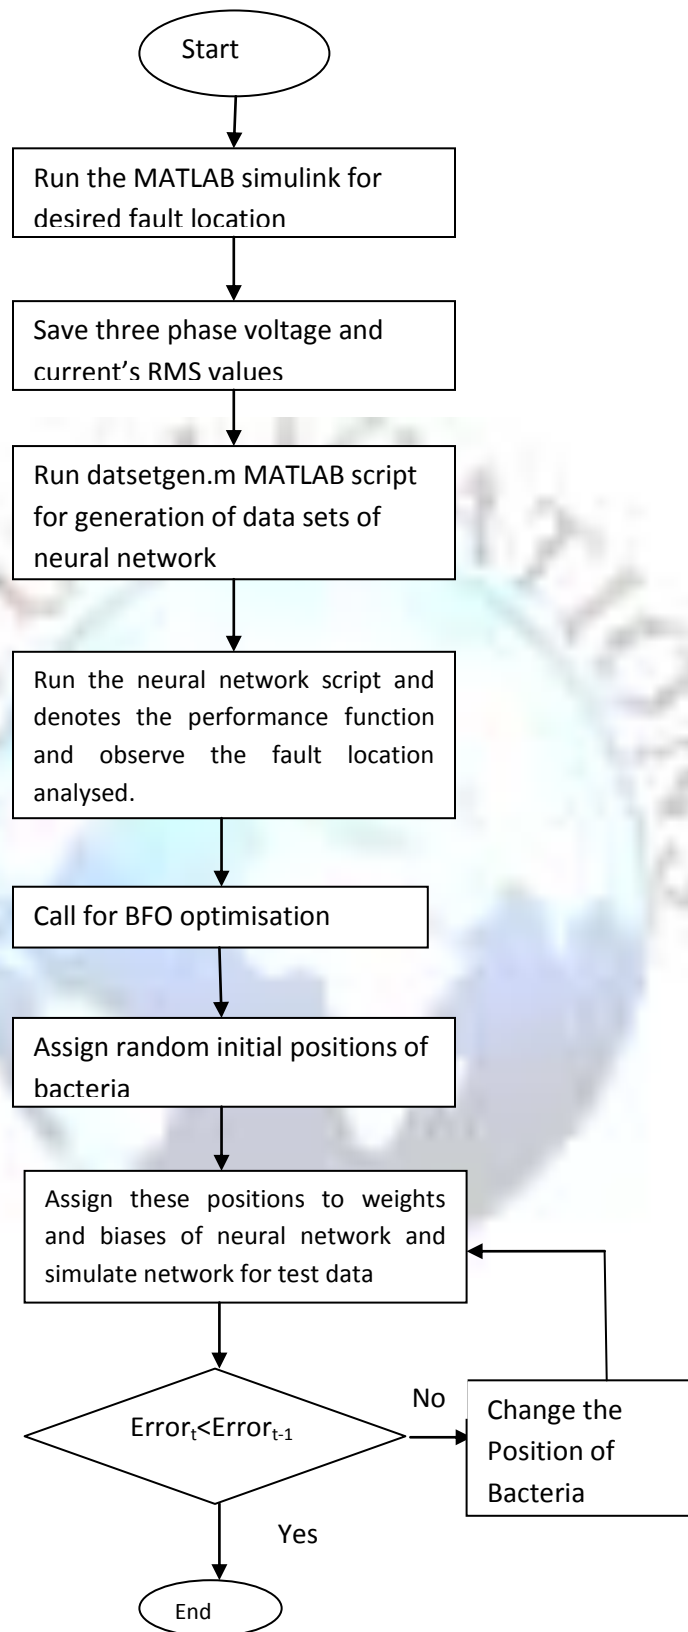 Start
Run the MATLAB simulink for
desired fault location
Save three phase voltage and
current's RMS values
Run datsetgen.m MATLAB script
for generation of data sets of
neural network
Run the neural network script and
denotes the performance function
and observe the fault location
analysed.
Call for BFO optimisation
Assign random initial positions of
bacteria
Assign these positions to weights
and biases of neural network and
simulate network for test data
Error_t<Error_t-1
No
Change the
Position of
Bacteria
Yes
End